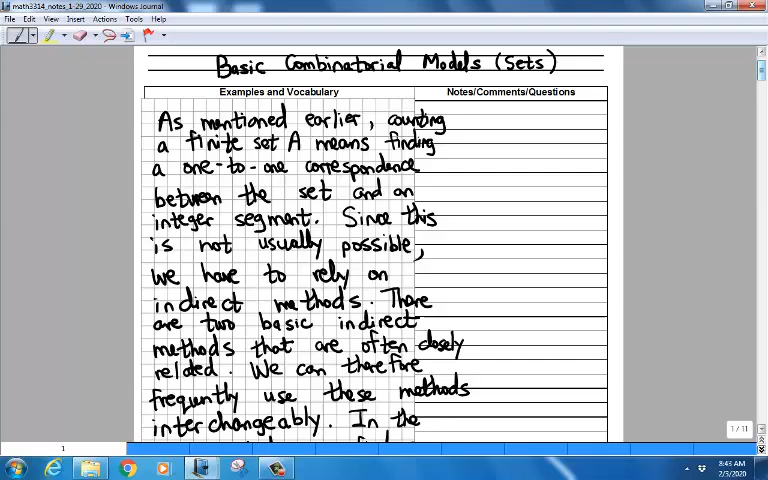 math3314_notes_1-29_2020 - Windows Journal
File Edit View Insert Actions Tools Help
Basic Combinatorial Models (Sets)
Examples and Vocabulary Notes/Comments/Questions
As mentioned earlier, counting
a finite set A means finding
a one-to-one correspondence
between the set and an
integer segment. Since this
is not usually possible,
we have to rely on
indirect methods. There
are two basic indirect
methods that are often closely
related. We can therefore
frequently use these methods
interchangeably. In the
1 / 11
1
8:43 AM
2/3/2020